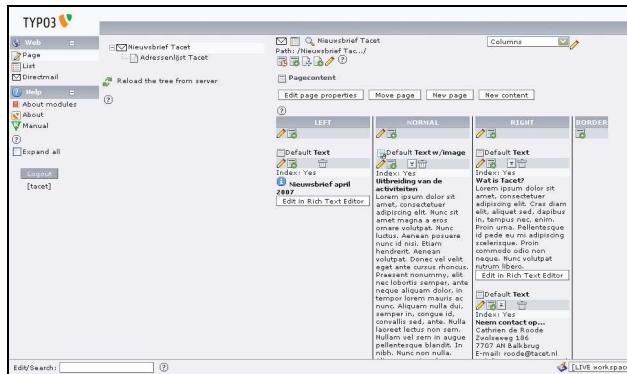 TYPO3
Web
Page
List
Directmail
Help
About modules
About
Manual
Expand all
Logout
[tacet]
Nieuwsbrief Tacet
Adressenlijst Tacet
Reload the tree from server
Nieuwsbrief Tacet
Path: /Nieuwsbrief Tac.../
Columns
Pagecontent
Edit page properties
Move page
New page
New content
LEFT
Default Text
Index: Yes
Nieuwsbrief april
2007
Edit in Rich Text Editor
NORMAL
Default Text w/image
Index: Yes
Uitbreiding van de
activiteiten
Lorem ipsum dolor sit
amet, consectetuer
adipiscing elit. Nunc sit
amet magna a eros
ornare volutpat. Nunc
luctus. Aenean posuere
nunc id nisi. Etiam
hendrerit. Aenean
volutpat. Donec vel velit
eget ante cursus rhoncus.
Praesent nonummy, elit
nec lobortis semper, ante
neque aliquam dolor, in
tempor lorem mauris ac
nunc. Aliquam nulla dui,
semper in, congue id,
convallis sed, ante. Nulla
laoreet lectus non sem.
Nullam vel sem in augue
pellentesque blandit. In
nibh. Nunc non nulla.
RIGHT
Default Text
Index: Yes
Wat is Tacet?
Lorem ipsum dolor sit
amet, consectetuer
adipiscing elit. Cras diam
elit, aliquet sed, dapibus
in, tempus nec, enim.
Proin urna. Pellentesque
id pede eu mi adipiscing
scelerisque. Proin
commodo odio non
neque. Nunc volutpat
rutrum libero.
Edit in Rich Text Editor
Default Text
Index: Yes
Neem contact op...
Cathrien de Roode
Zvolseweg 186
7707 AN Balkbrug
E-mail: roode@tacet.nl
BORDER
Edit/Search:
[LIVE workspace